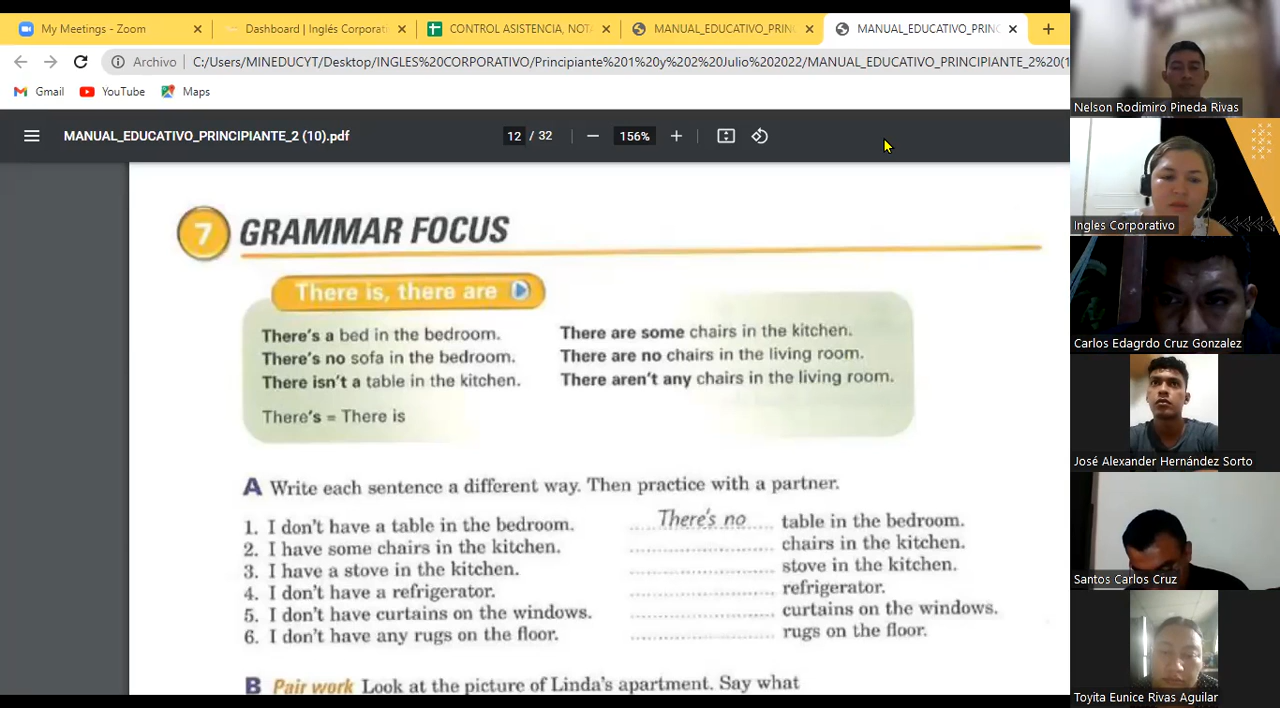 My Meetings - Zoom
Dashboard | Inglés Corporati
CONTROL ASISTENCIA, NOTA
MANUAL_EDUCATIVO_PRIN
MANUAL_EDUCATIVO_PRINC
Archivo | C:/Users/MINEDUCYT/Desktop/INGLES%20CORPORATIVO/Principiante%201%20y%202%20Julio%202022/MANUAL_EDUCATIVO_PRINCIPIANTE_2%20(1
Gmail YouTube Maps
MANUAL_EDUCATIVO_PRINCIPIANTE_2 (10).pdf
12 / 32
156%
7 GRAMMAR FOCUS
There is, there are
There's a bed in the bedroom.
There's no sofa in the bedroom.
There isn't a table in the kitchen.
There's = There is
There are some chairs in the kitchen.
There are no chairs in the living room.
There aren't any chairs in the living room.
A Write each sentence a different way. Then practice with a partner.
1. I don't have a table in the bedroom. There's no table in the bedroom.
2. I have some chairs in the kitchen. .......................... chairs in the kitchen.
3. I have a stove in the kitchen. .......................... stove in the kitchen.
4. I don't have a refrigerator. .......................... refrigerator.
5. I don't have curtains on the windows. .......................... curtains on the windows.
6. I don't have any rugs on the floor. .......................... rugs on the floor.
B Pair work Look at the picture of Linda's apartment. Say what
Nelson Rodimiro Pineda Rivas
Ingles Corporativo
Carlos Edagrdo Cruz Gonzalez
José Alexander Hernández Sorto
Santos Carlos Cruz
Toyita Eunice Rivas Aguilar